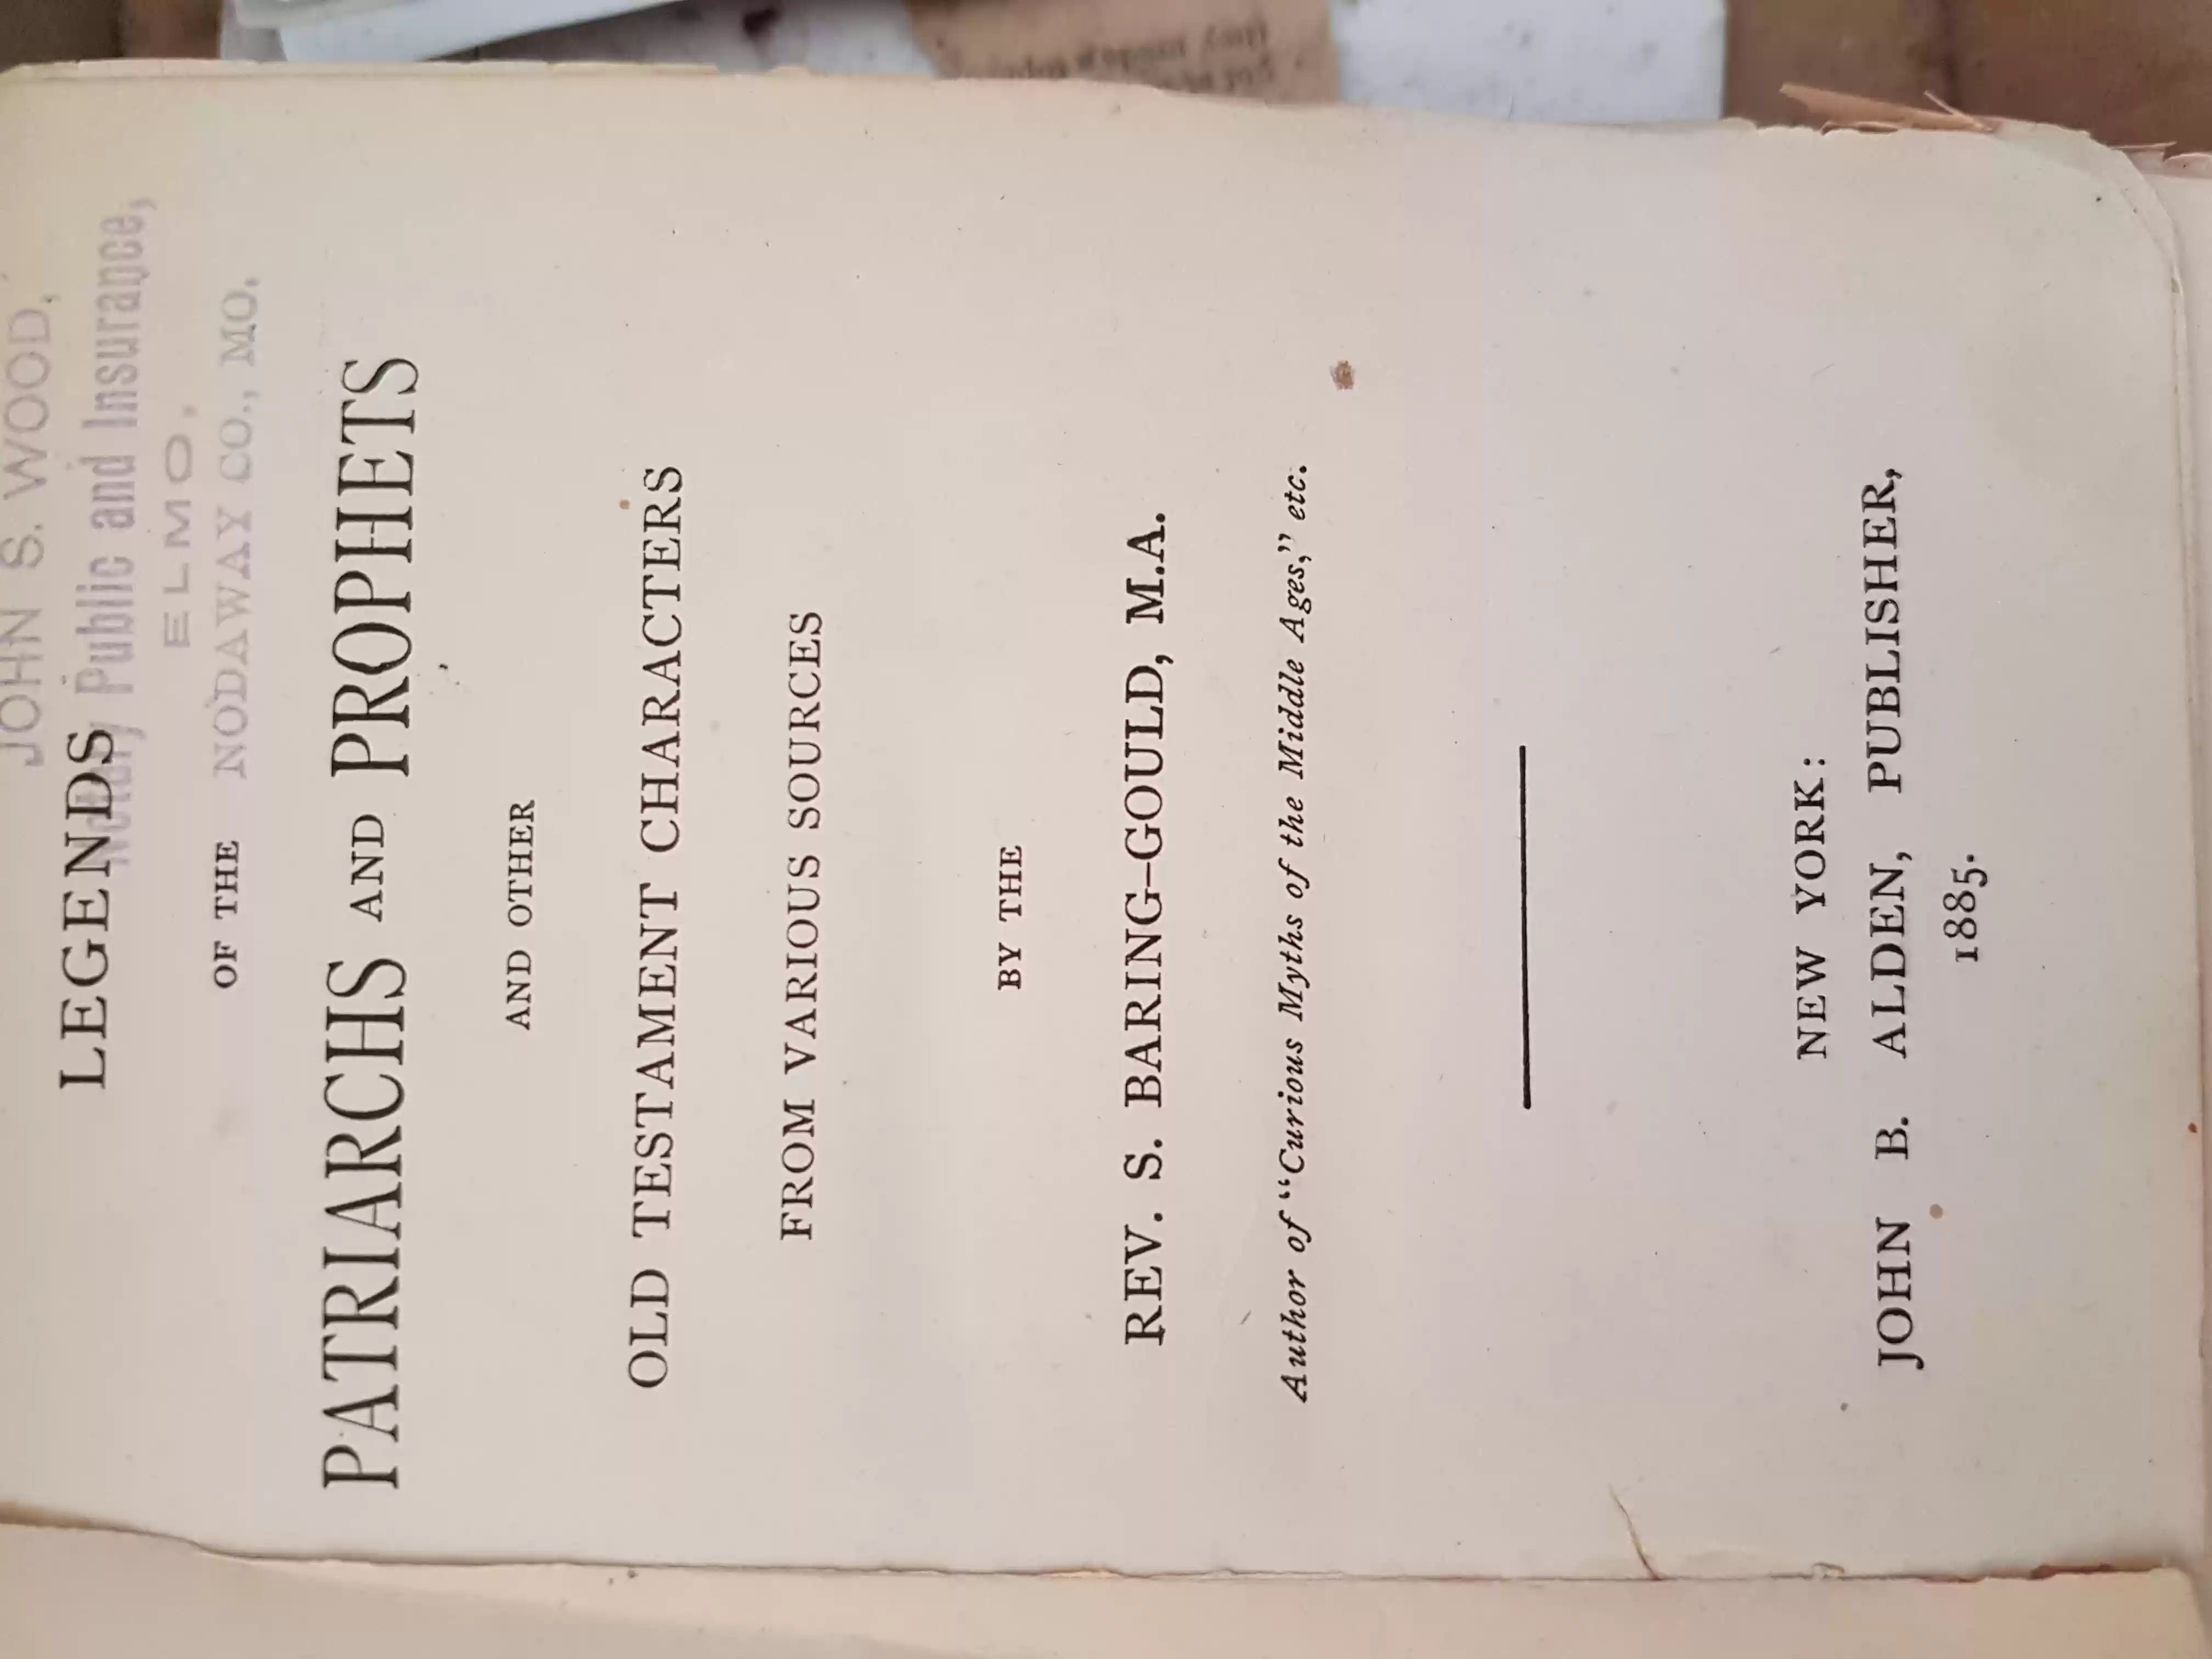 JOHN S. WOOD,
Notary Public and Insurance,
ELMO,
NODAWAY CO., MO.
LEGENDS
OF THE
PATRIARCHS AND PROPHETS
AND OTHER
OLD TESTAMENT CHARACTERS
FROM VARIOUS SOURCES
BY THE
REV. S. BARING-GOULD, M.A.
Author of "Curious Myths of the Middle Ages," etc.
NEW YORK:
JOHN B. ALDEN, PUBLISHER,
1885.